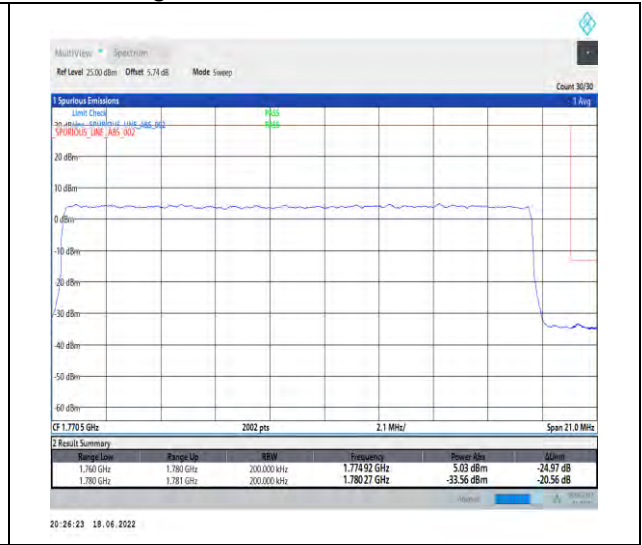 MultiView Spectrum
Ref Level 25.00 dBm Offset 5.74 dB Mode Sweep
Count 30/30
1 Spurious Emissions 1 Avg
Limit Check PASS
SPURIOUS_LINE_ABS_002 PASS
SPURIOUS_LINE_ABS_002
20 dBm
10 dBm
0 dBm
-10 dBm
-20 dBm
-30 dBm
-40 dBm
-50 dBm
-60 dBm
CF 1.7705 GHz 2002 pts 2.1 MHz/ Span 21.0 MHz
2 Result Summary
Range Low Range Up RBW Frequency Power Abs ΔLimit
1.760 GHz 1.780 GHz 200.000 kHz 1.774 92 GHz 5.03 dBm -24.97 dB
1.780 GHz 1.781 GHz 200.000 kHz 1.780 27 GHz -33.56 dBm -20.56 dB
20:26:23 18.06.2022